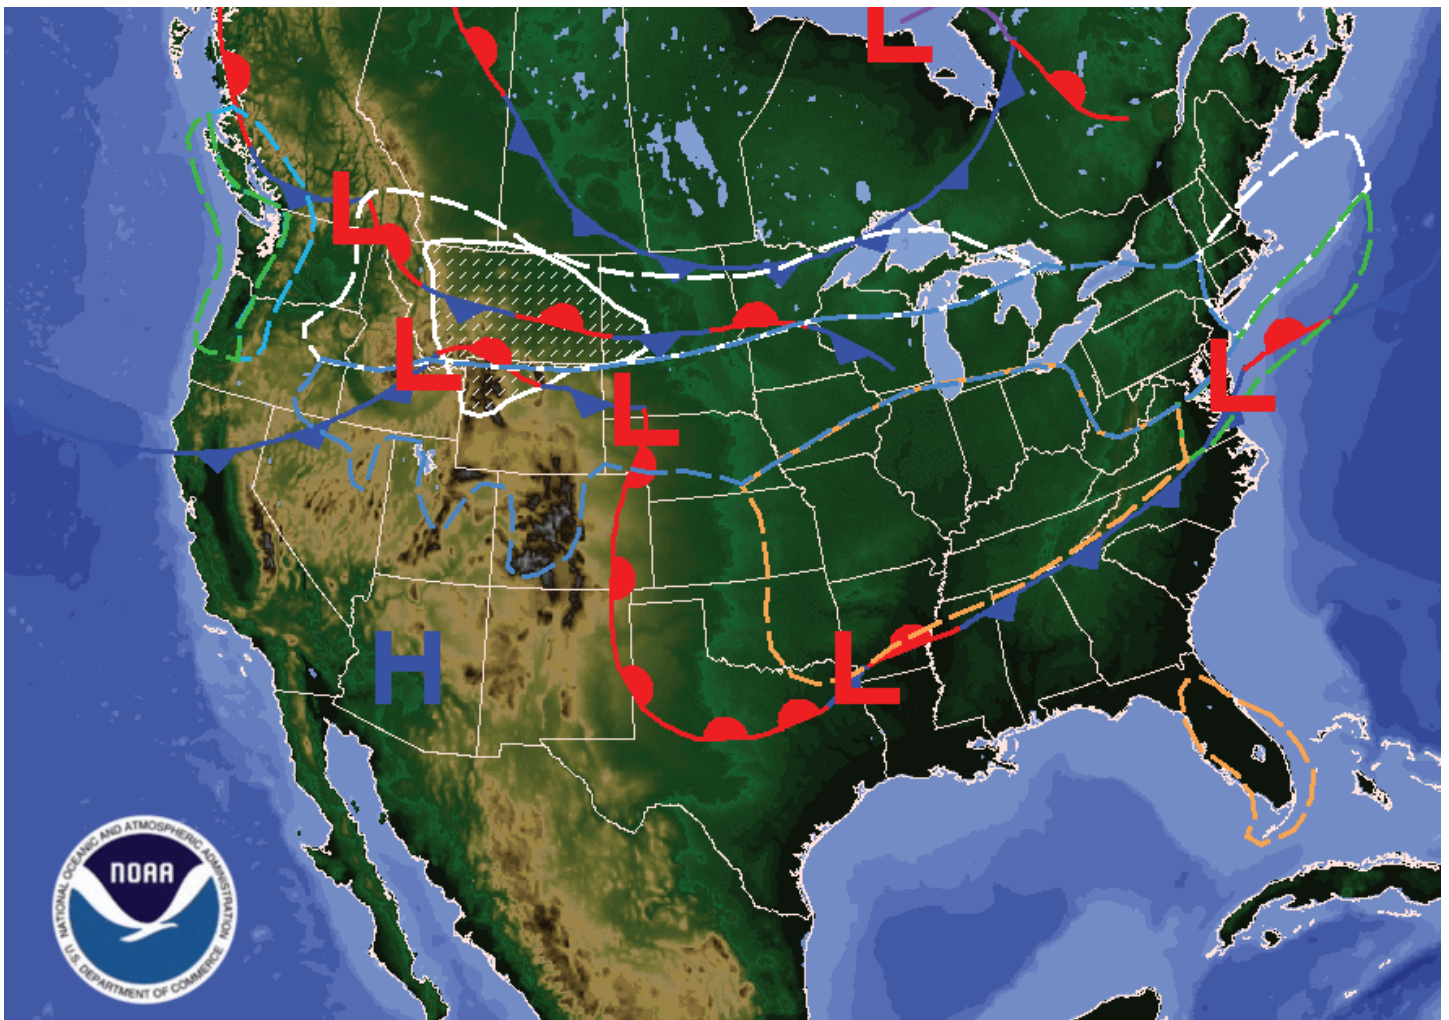 L
L
L
L
L
L
H
NOAA
NATIONAL OCEANIC AND ATMOSPHERIC ADMINISTRATION
U.S. DEPARTMENT OF COMMERCE